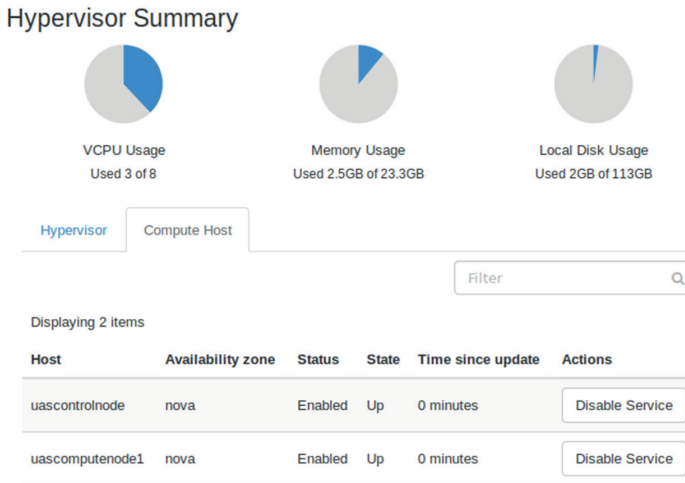 Hypervisor Summary
VCPU Usage
Used 3 of 8
Memory Usage
Used 2.5GB of 23.3GB
Local Disk Usage
Used 2GB of 113GB
Hypervisor Compute Host
Filter
Displaying 2 items
Host Availability zone Status State Time since update Actions
uascontrolnode nova Enabled Up 0 minutes Disable Service
uascomputenode1 nova Enabled Up 0 minutes Disable Service